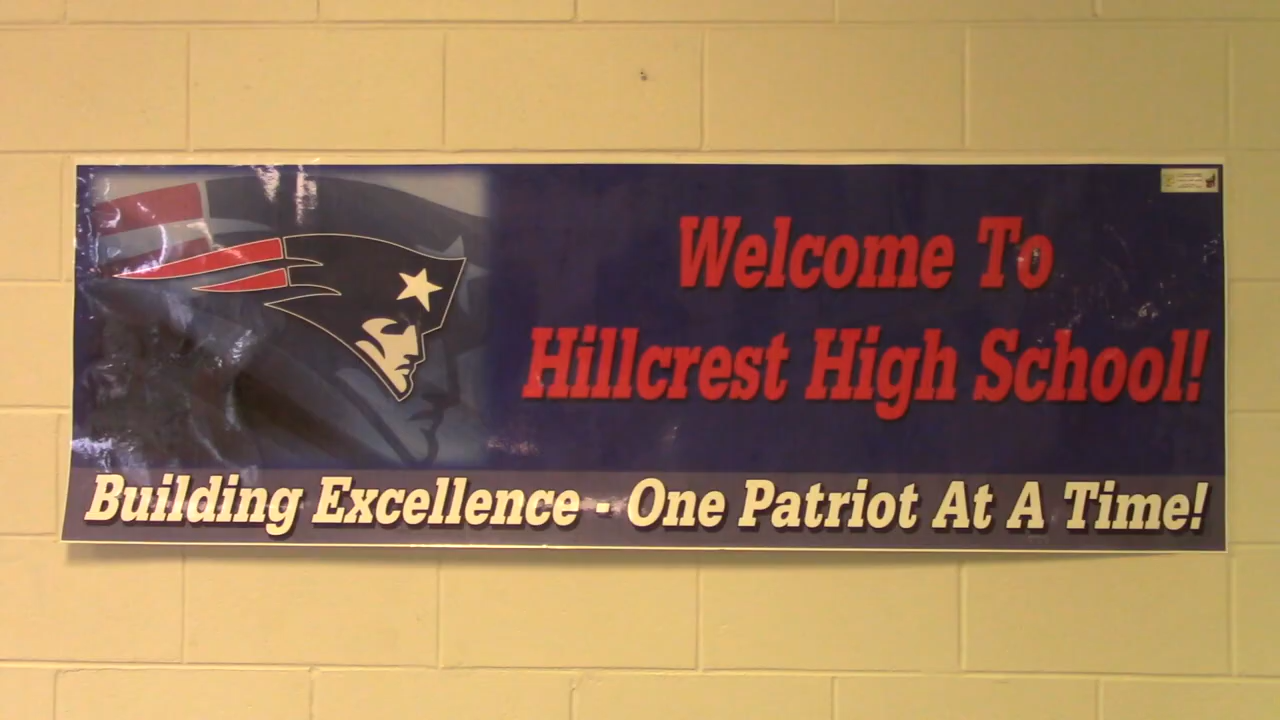 Welcome To
Hillcrest High School!
Building Excellence - One Patriot At A Time!